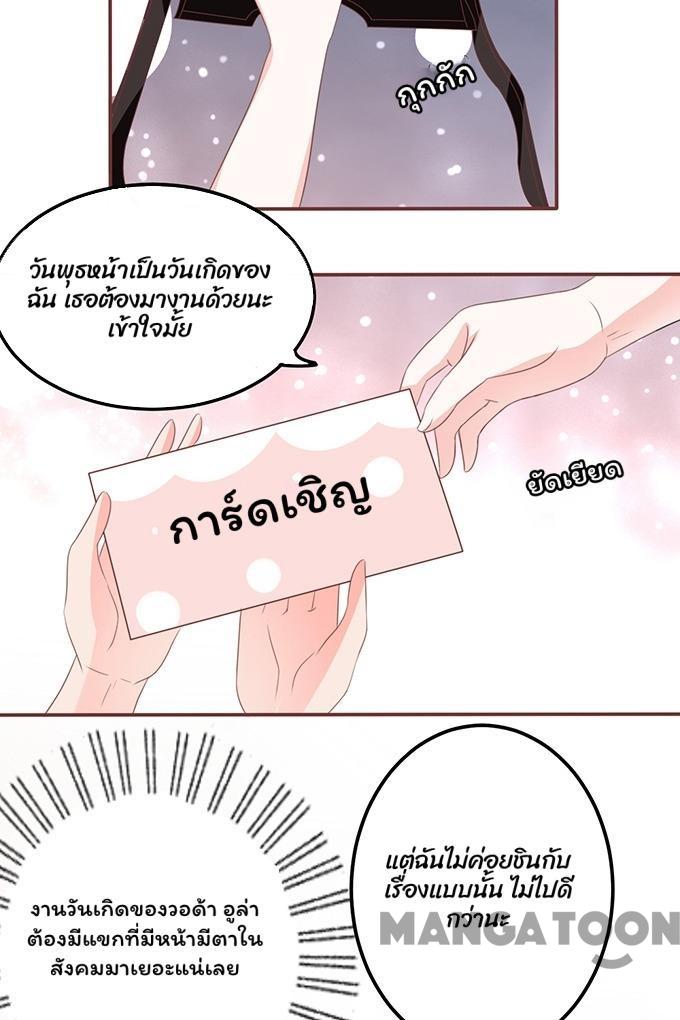 กุกกัก
วันพุธหน้าเป็นวันเกิดของ
ฉัน เธอต้องมางานด้วยนะ
เข้าใจมั้ย
การ์ดเชิญ
ยัดเยียด
แต่ฉันไม่ค่อยชินกับ
เรื่องแบบนั้น ไม่ไปดี
กว่านะ
งานวันเกิดของวอด้า อูล่า
ต้องมีแขกที่มีหน้ามีตาใน
สังคมมาเยอะแน่เลย
MANGATOON